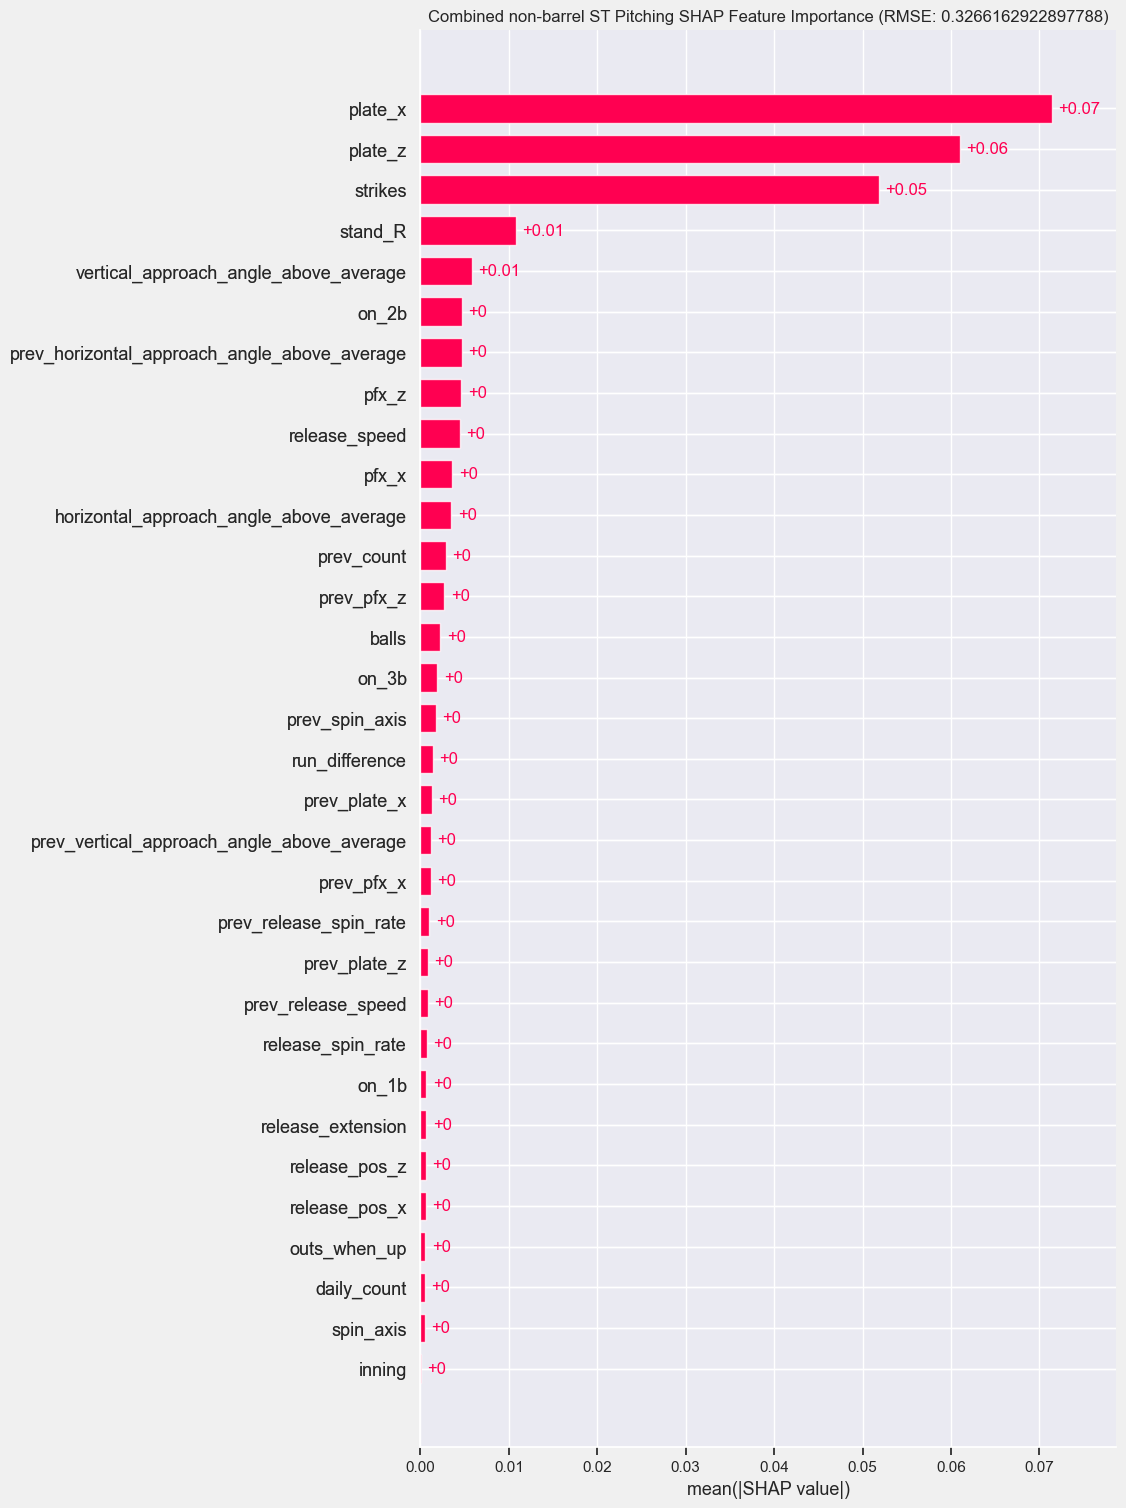 Combined non-barrel ST Pitching SHAP Feature Importance (RMSE: 0.3266162922897788)
plate_x +0.07
plate_z +0.06
strikes +0.05
stand_R +0.01
vertical_approach_angle_above_average +0.01
on_2b +0
prev_horizontal_approach_angle_above_average +0
pfx_z +0
release_speed +0
pfx_x +0
horizontal_approach_angle_above_average +0
prev_count +0
prev_pfx_z +0
balls +0
on_3b +0
prev_spin_axis +0
run_difference +0
prev_plate_x +0
prev_vertical_approach_angle_above_average +0
prev_pfx_x +0
prev_release_spin_rate +0
prev_plate_z +0
prev_release_speed +0
release_spin_rate +0
on_1b +0
release_extension +0
release_pos_z +0
release_pos_x +0
outs_when_up +0
daily_count +0
spin_axis +0
inning +0
0.00 0.01 0.02 0.03 0.04 0.05 0.06 0.07
mean(|SHAP value|)